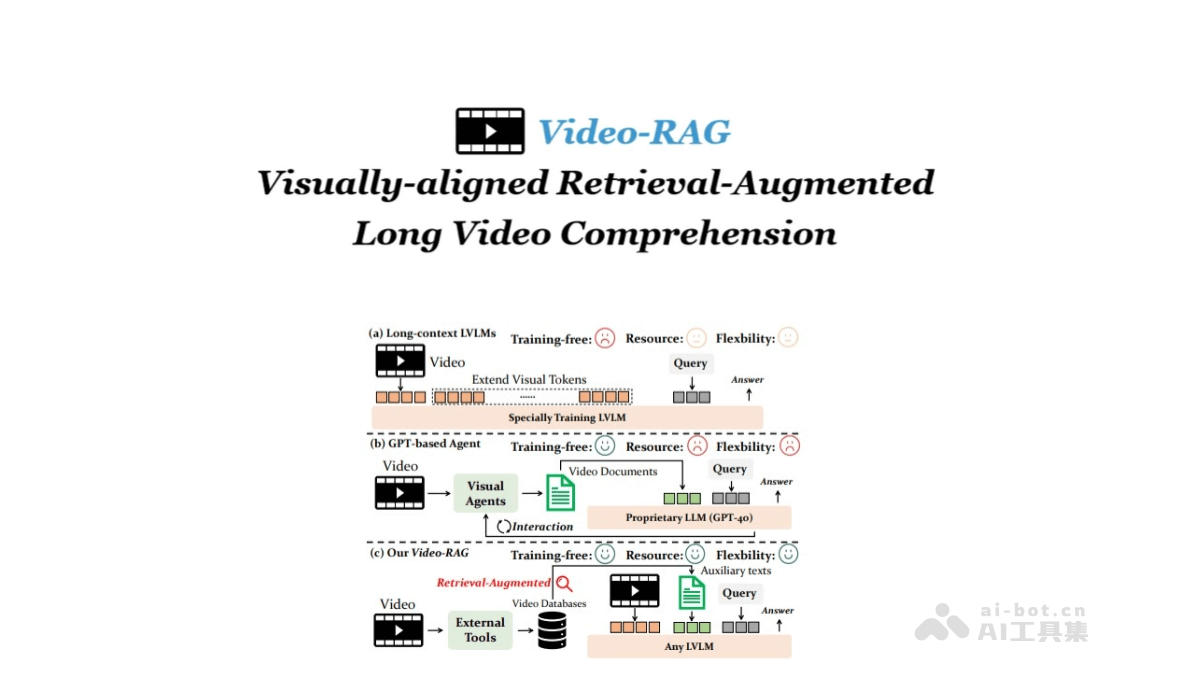 Video-RAG
Visually-aligned Retrieval-Augmented
Long Video Comprehension
(a) Long-context LVLMs
Training-free:
Resource:
Flexbility:
Video
Query
Extend Visual Tokens
Answer
......
Specially Training LVLM
(b) GPT-based Agent
Training-free:
Resource:
Flexbility:
Video
Video Documents
Query
Visual
Agents
Answer
Proprietary LLM (GPT-4o)
Interaction
(c) Our Video-RAG
Training-free:
Resource:
Flexbility:
Retrieval-Augmented
Auxiliary texts
Video
Video Databases
Query
External
Tools
Answer
Any LVLM
ai-bot.cn
AI工具集